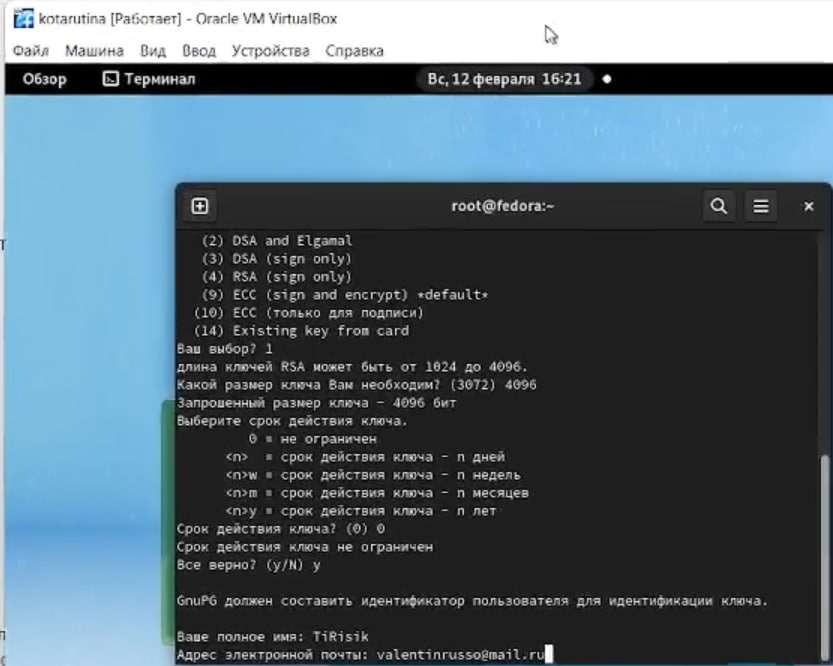 kotarutina [Работает] - Oracle VM VirtualBox
Файл Машина Вид Ввод Устройства Справка
Обзор Терминал Вс, 12 февраля 16:21
root@fedora:~
(2) DSA and Elgamal
(3) DSA (sign only)
(4) RSA (sign only)
(9) ECC (sign and encrypt) *default*
(10) ECC (только для подписи)
(14) Existing key from card
Ваш выбор? 1
длина ключей RSA может быть от 1024 до 4096.
Какой размер ключа Вам необходим? (3072) 4096
Запрошенный размер ключа - 4096 бит
Выберите срок действия ключа.
0 = не ограничен
<n> = срок действия ключа - n дней
<n>w = срок действия ключа - n недель
<n>m = срок действия ключа - n месяцев
<n>y = срок действия ключа - n лет
Срок действия ключа? (0) 0
Срок действия ключа не ограничен
Все верно? (y/N) y
GnuPG должен составить идентификатор пользователя для идентификации ключа.
Ваше полное имя: TiRisik
Адрес электронной почты: valentinrusso@mail.ru